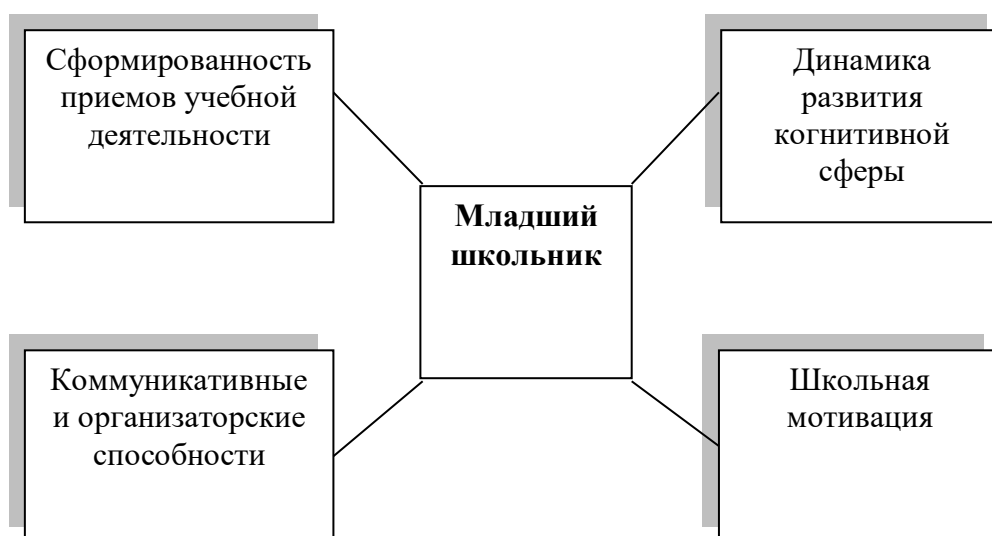 Сформированность
приемов учебной
деятельности
Динамика
развития
когнитивной
сферы
Младший
школьник
Коммуникативные
и организаторские
способности
Школьная
мотивация